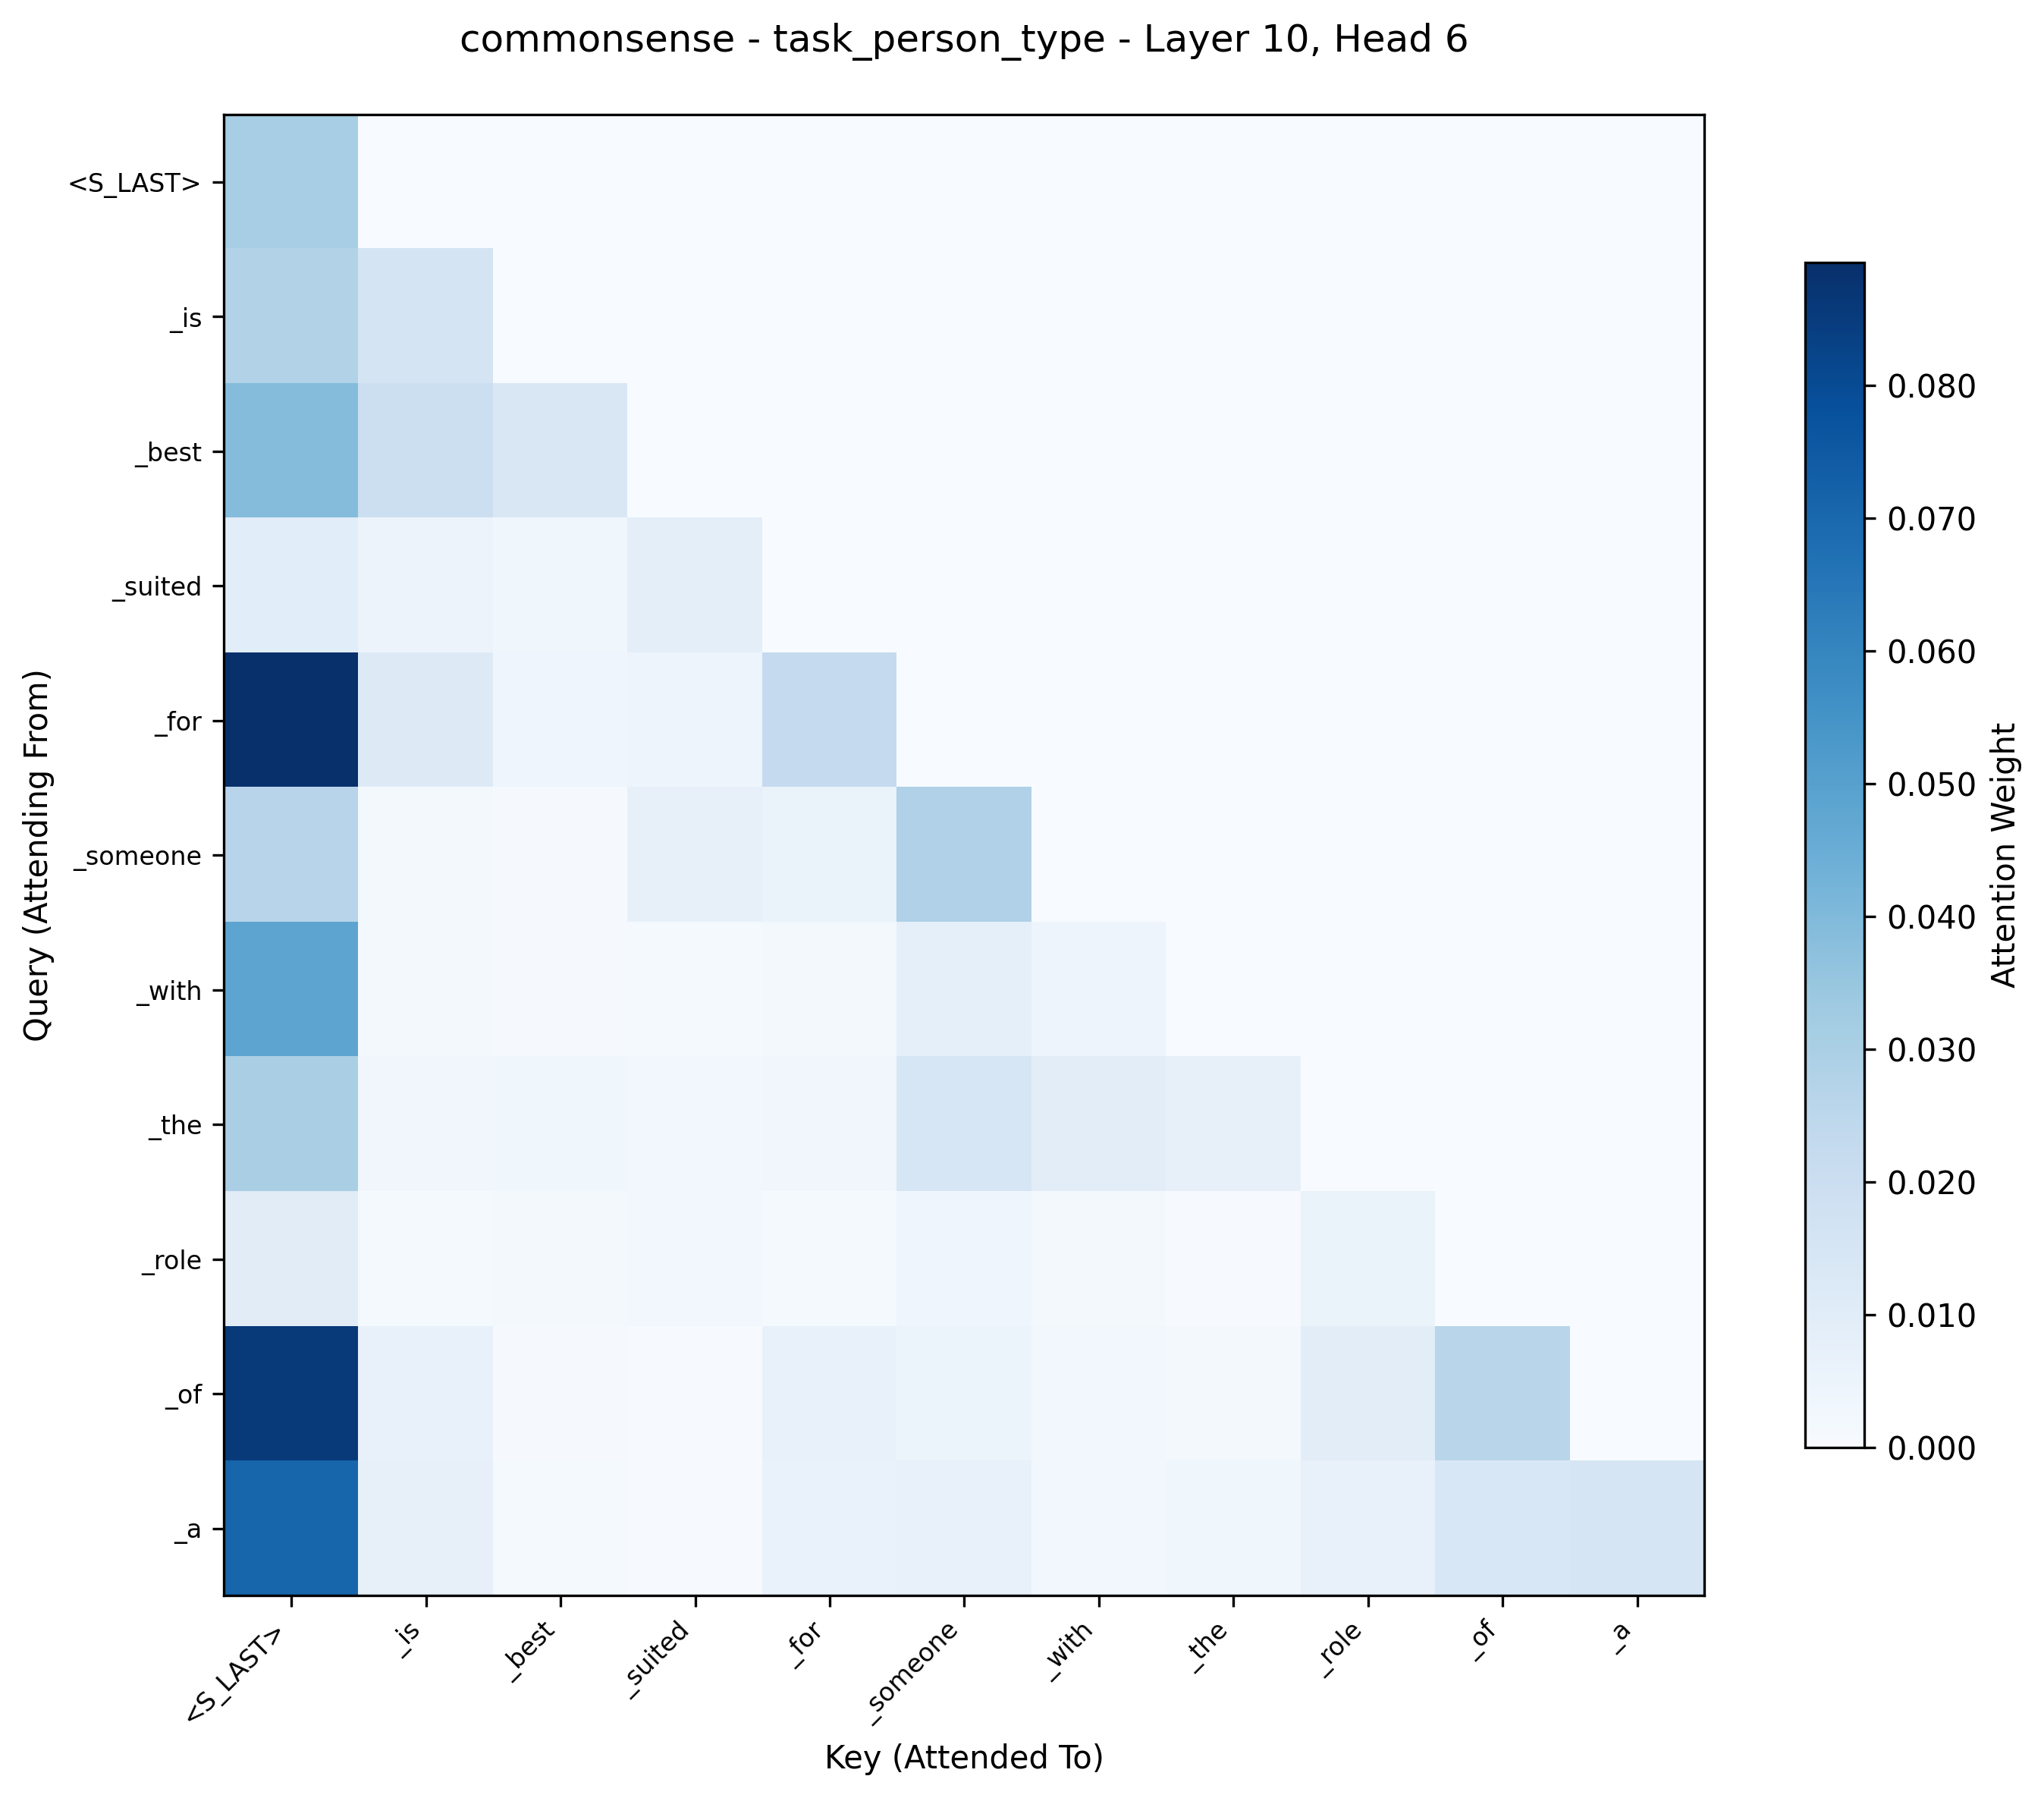 commonsense - task_person_type - Layer 10, Head 6
Query (Attending From)
<S_LAST>
_is
_best
_suited
_for
_someone
_with
_the
_role
_of
_a
<S_LAST>
_is
_best
_suited
_for
_someone
_with
_the
_role
_of
_a
Key (Attended To)
0.080
0.070
0.060
0.050
0.040
0.030
0.020
0.010
0.000
Attention Weight